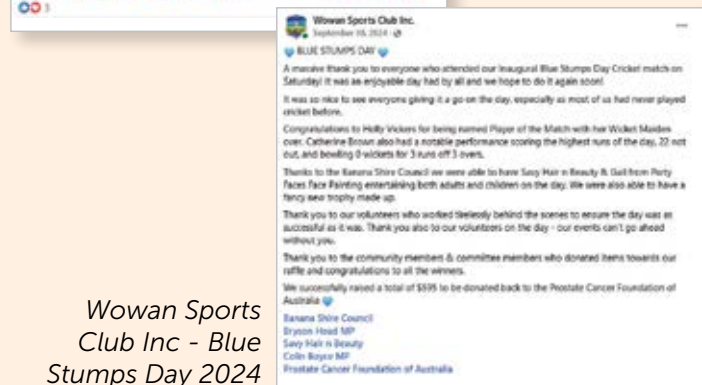 3
Wowan Sports Club Inc.
September 16, 2024
BLUE STUMPS DAY
A massive thank you to everyone who attended our Inaugural Blue Stumps Day Cricket match on
Saturday! It was an enjoyable day had by all and we hope to do it again soon!
It was so nice to see everyone giving it a go on the day, especially as most of us had never played
cricket before.
Congratulations to Holly Vickers for being named Player of the Match with her Wicket Maiden
over. Catherine Brown also had a notable performance scoring the highest runs of the day, 22 not
out, and bowling 0 wickets for 3 runs off 3 overs.
Thanks to the Banana Shire Council we were able to have Savy Hair n Beauty & Gail from Party
Faces Face Painting entertaining both adults and children on the day. We were also able to have a
fancy new trophy made up.
Thank you to our volunteers who worked tirelessly behind the scenes to ensure the day was as
successful as it was. Thank you also to our volunteers on the day - our events can't go ahead
without you.
Thank you to the community members & committee members who donated items towards our
raffle and congratulations to all the winners.
We successfully raised a total of $595 to be donated back to the Prostate Cancer Foundation of
Australia
Banana Shire Council
Bryson Head MP
Savy Hair n Beauty
Colin Boyce MP
Prostate Cancer Foundation of Australia
Wowan Sports
Club Inc - Blue
Stumps Day 2024